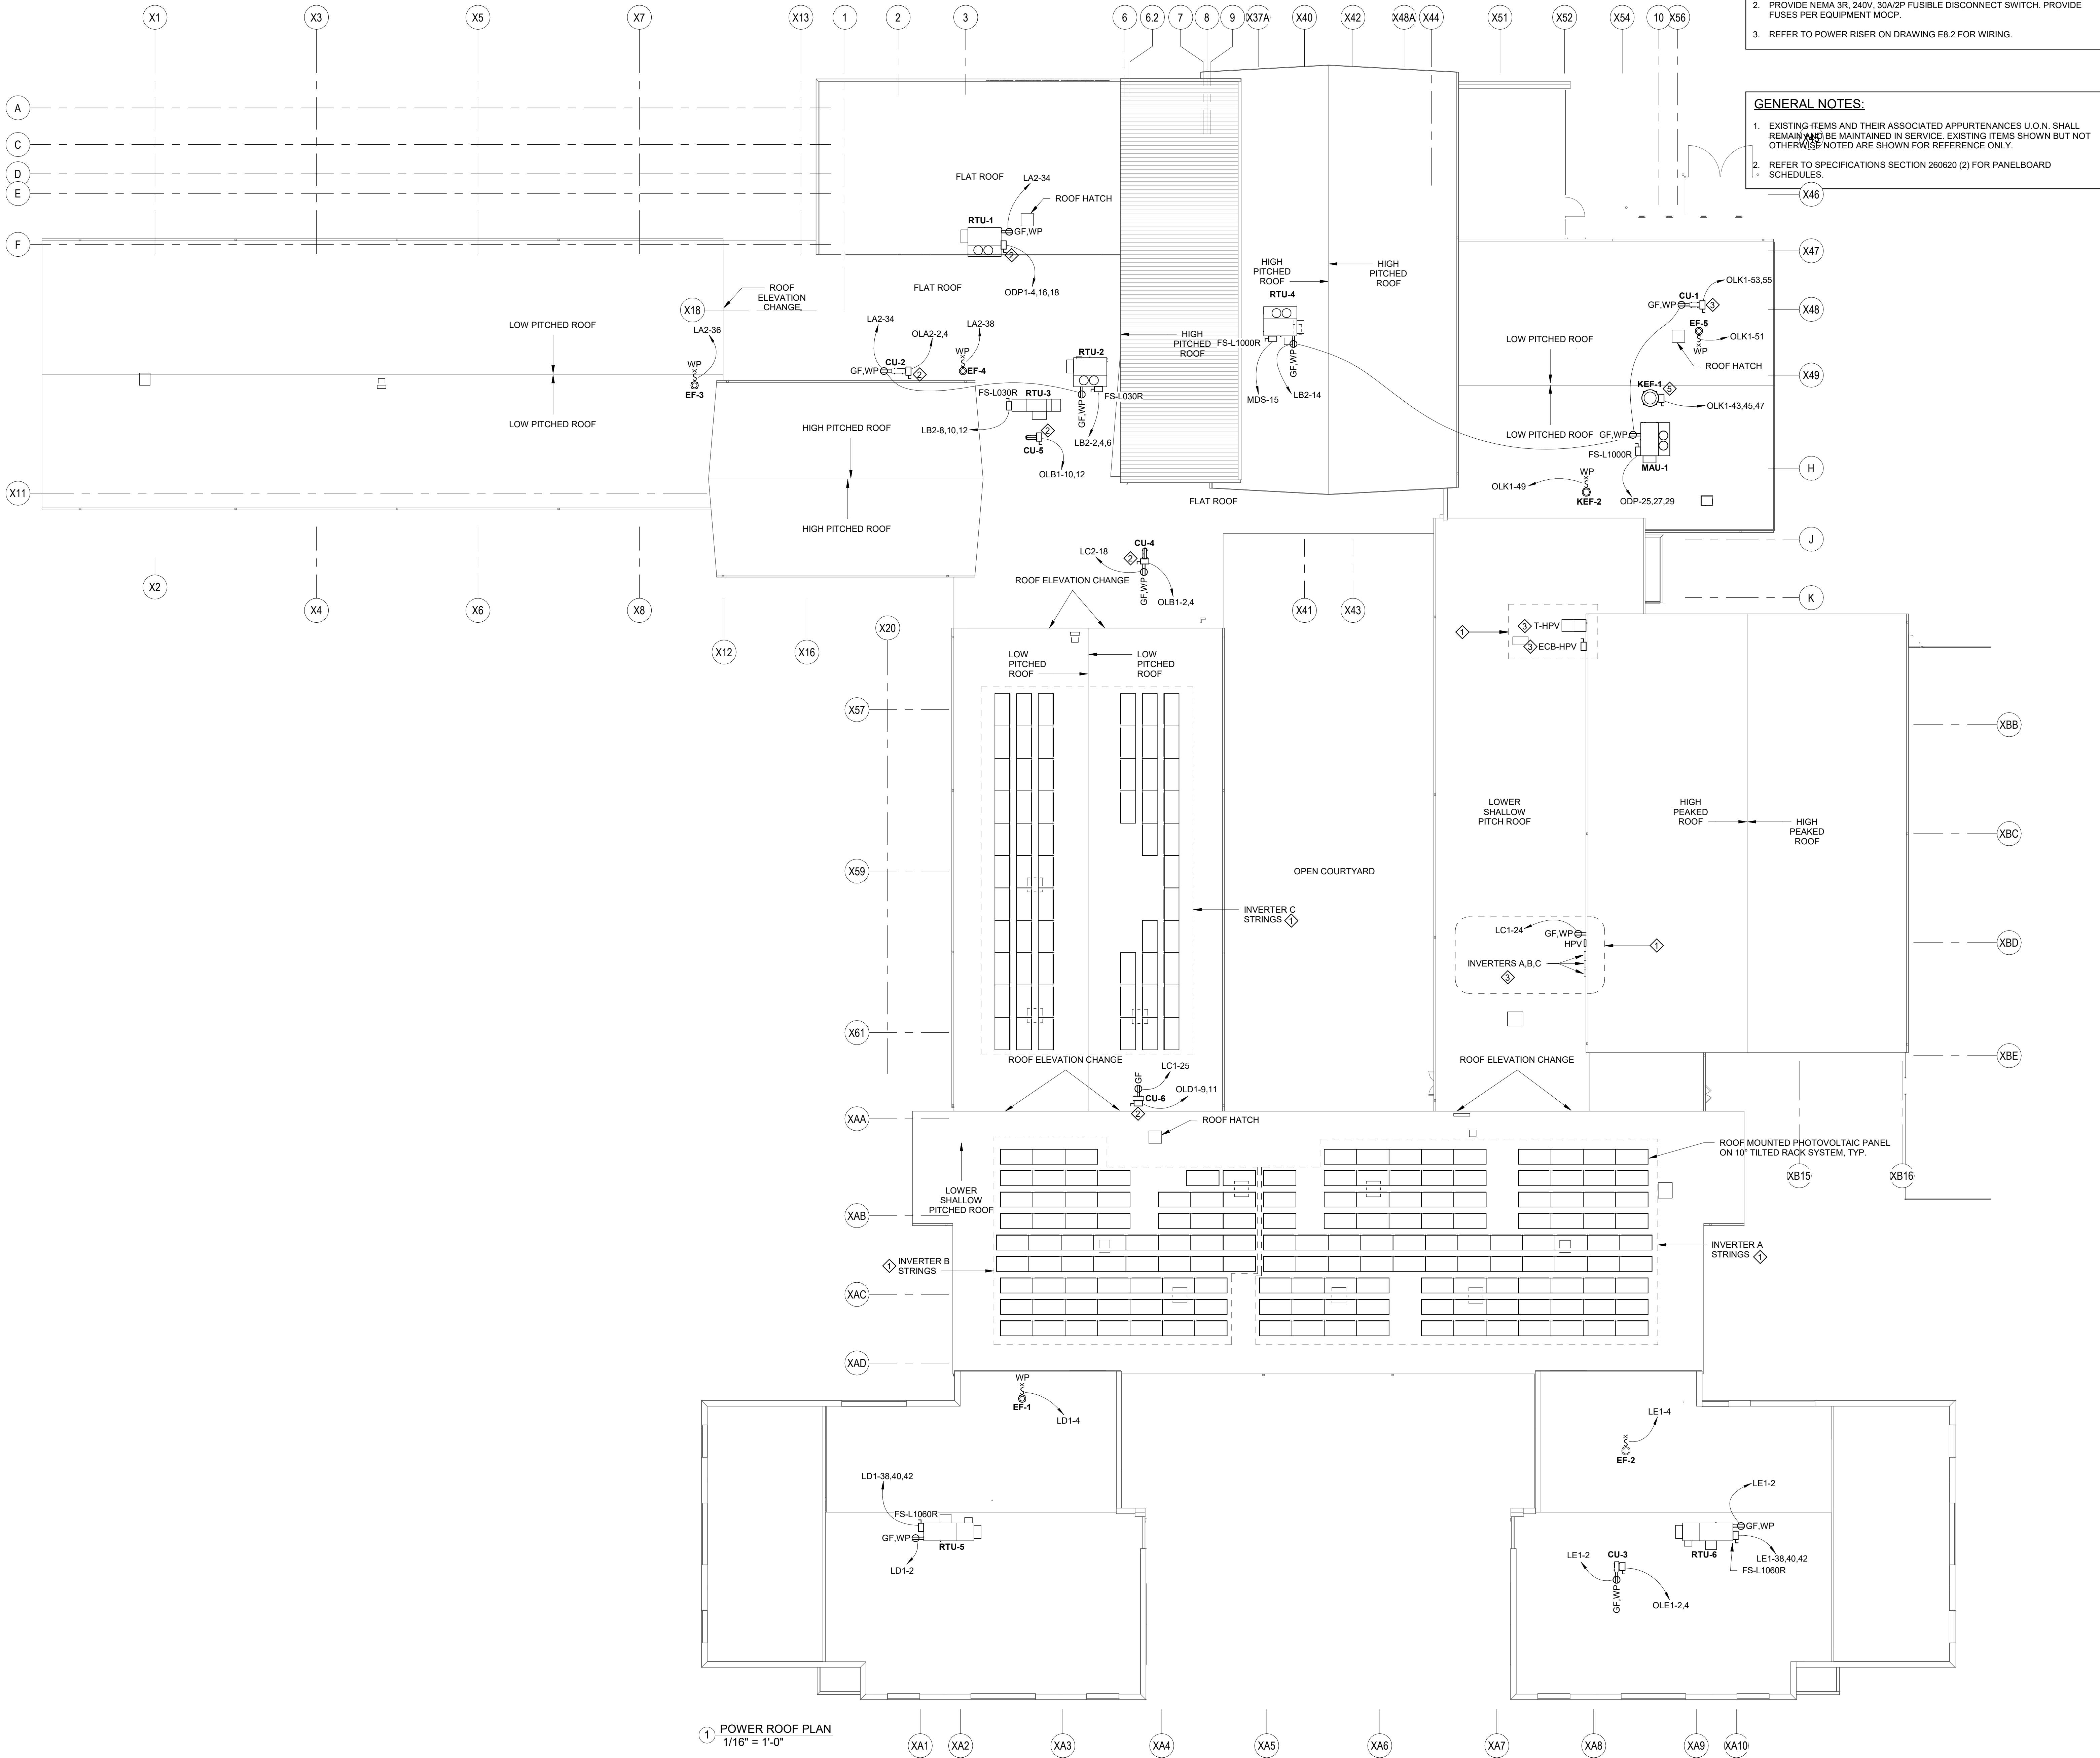 X1
X3
X5
X7
X13
1
2
3
6
6.2
7
8
9
X37A
X40
X42
X48A
X44
X51
X52
X54
10
X56
2. PROVIDE NEMA 3R, 240V, 30A/2P FUSIBLE DISCONNECT SWITCH. PROVIDE
FUSES PER EQUIPMENT MOCP.
3. REFER TO POWER RISER ON DRAWING E8.2 FOR WIRING.
GENERAL NOTES:
1. EXISTING ITEMS AND THEIR ASSOCIATED APPURTENANCES U.O.N. SHALL
REMAIN AND BE MAINTAINED IN SERVICE. EXISTING ITEMS SHOWN BUT NOT
OTHERWISE NOTED ARE SHOWN FOR REFERENCE ONLY.
2. REFER TO SPECIFICATIONS SECTION 260620 (2) FOR PANELBOARD
SCHEDULES.
X45
A
C
D
E
F
X46
X47
X48
X49
H
J
K
FLAT ROOF
LA2-34
ROOF HATCH
RTU-1
GF,WP
2
ODP1-4,16,18
FLAT ROOF
ROOF
ELEVATION
CHANGE
X18
LA2-36
WP
EF-3
LOW PITCHED ROOF
LOW PITCHED ROOF
LA2-34
OLA2-2,4
CU-2
GF,WP
2
LA2-38
WP
EF-4
RTU-2
FS-L030R
GF,WP
LB2-2,4,6
FS-L030R
RTU-3
LB2-8,10,12
2
CU-5
OLB1-10,12
HIGH PITCHED ROOF
HIGH PITCHED ROOF
HIGH
PITCHED
ROOF
HIGH
PITCHED
ROOF
HIGH
PITCHED
ROOF
RTU-4
FS-L1000R
GF,WP
MDS-15
LB2-14
OLK1-53,55
CU-1
GF,WP
3
EF-5
OLK1-51
WP
ROOF HATCH
LOW PITCHED ROOF
KEF-1
5
OLK1-43,45,47
LOW PITCHED ROOF
GF,WP
FS-L1000R
MAU-1
WP
OLK1-49
KEF-2
ODP-25,27,29
X11
FLAT ROOF
X2
X4
X6
X8
X12
X16
X20
X41
X43
CU-4
LC2-18
2
GF,WP
OLB1-2,4
ROOF ELEVATION CHANGE
LOW
PITCHED
ROOF
LOW
PITCHED
ROOF
1
3
T-HPV
3
ECB-HPV
X57
X59
X61
XBB
XBC
XBD
XBE
LOWER
SHALLOW
PITCH ROOF
HIGH
PEAKED
ROOF
HIGH
PEAKED
ROOF
OPEN COURTYARD
INVERTER C
STRINGS 1
LC1-24
GF,WP
HPV
1
INVERTERS A,B,C
3
ROOF ELEVATION CHANGE
LC1-25
GF
OLD1-9,11
CU-6
2
ROOF ELEVATION CHANGE
XAA
ROOF HATCH
ROOF MOUNTED PHOTOVOLTAIC PANEL
ON 10° TILTED RACK SYSTEM, TYP.
XB15
XB16
LOWER
SHALLOW
PITCHED ROOF
XAB
1 INVERTER B
STRINGS
INVERTER A
STRINGS 1
XAC
XAD
WP
EF-1
LD1-4
LE1-4
EF-2
LD1-38,40,42
FS-L1060R
GF,WP
RTU-5
LD1-2
LE1-2
GF,WP
RTU-6
LE1-38,40,42
FS-L1060R
LE1-2
CU-3
GF,WP
OLE1-2,4
1 POWER ROOF PLAN
1/16" = 1'-0"
XA1
XA2
XA3
XA4
XA5
XA6
XA7
XA8
XA9
XA10